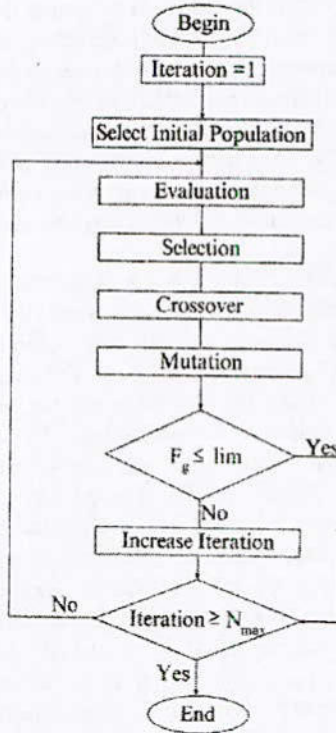 Begin
Iteration =1
Select Initial Population
Evaluation
Selection
Crossover
Mutation
F_g ≤ lim
Yes
No
Increase Iteration
No
Iteration ≥ N_max
Yes
End